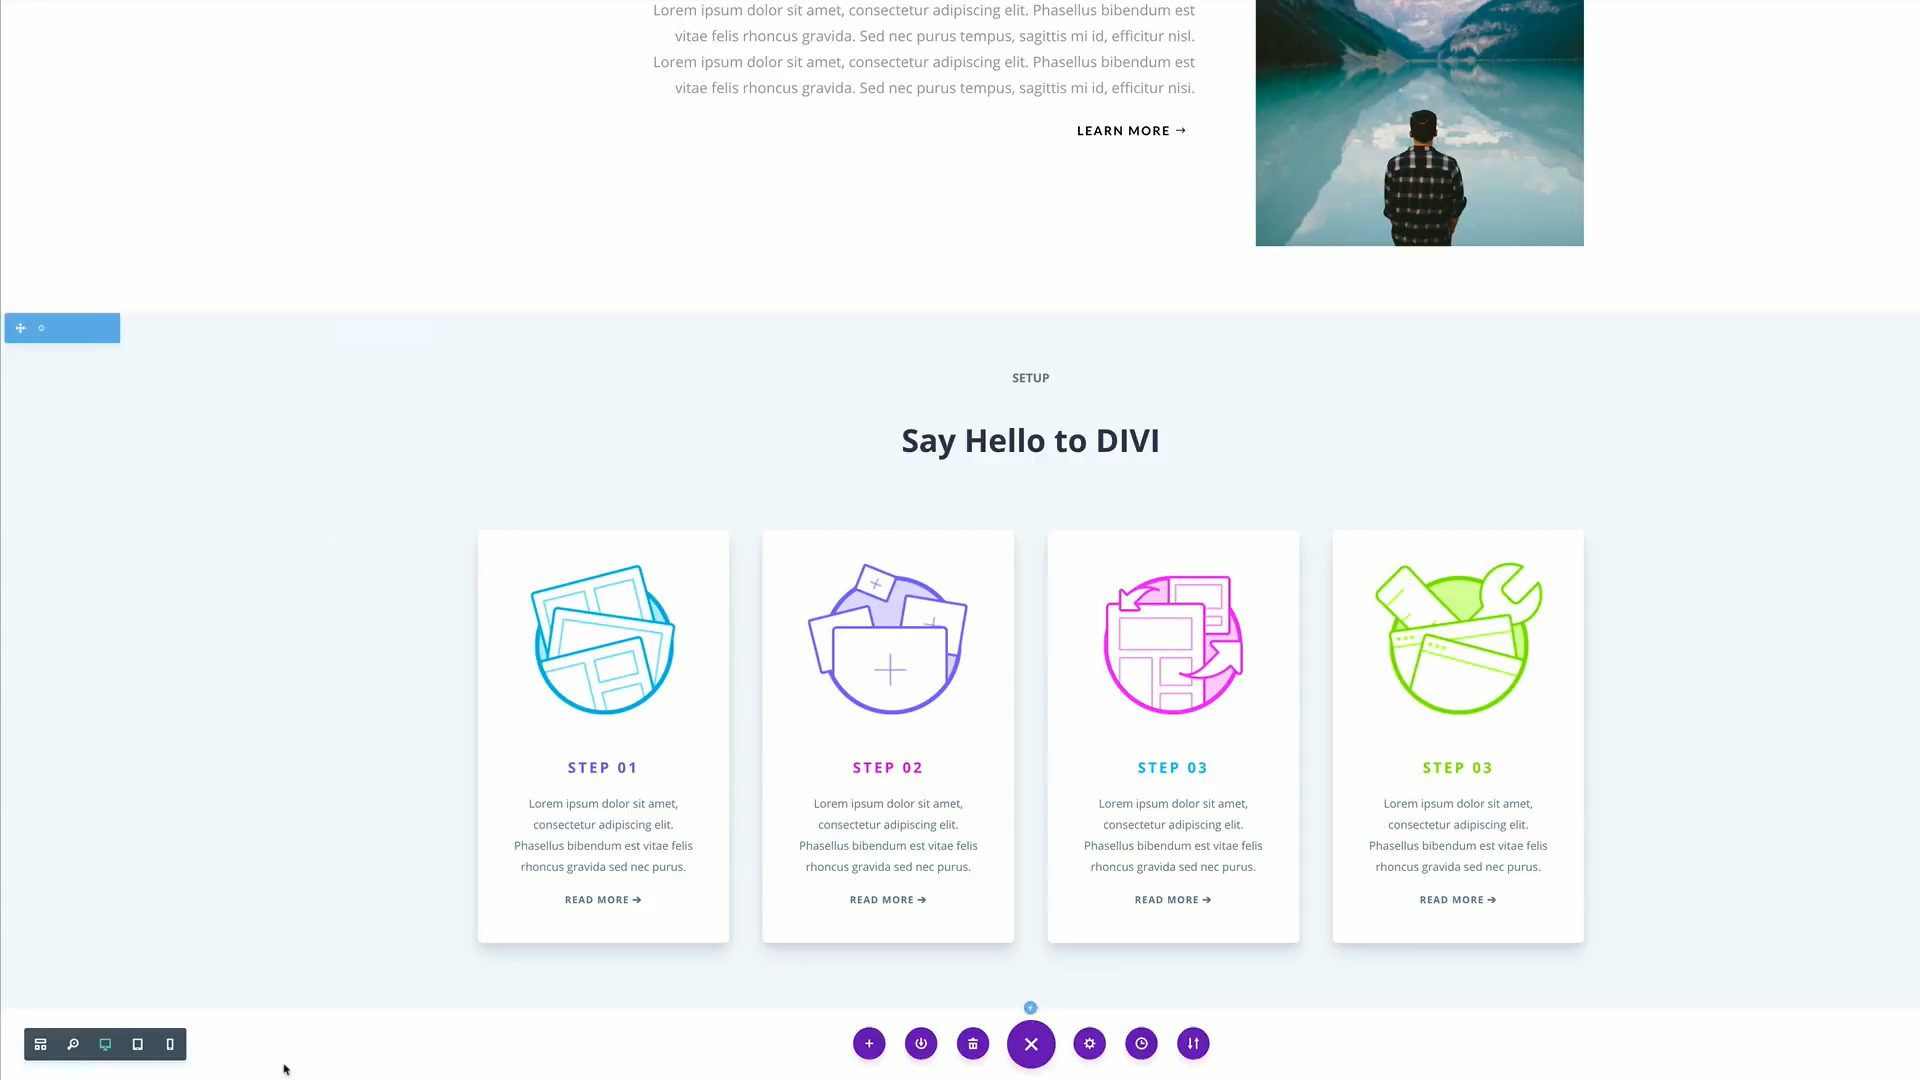 Lorem ipsum dolor sit amet, consectetur adipiscing elit. Phasellus bibendum est
vitae felis rhoncus gravida. Sed nec purus tempus, sagittis mi id, efficitur nisl.
Lorem ipsum dolor sit amet, consectetur adipiscing elit. Phasellus bibendum est
vitae felis rhoncus gravida. Sed nec purus tempus, sagittis mi id, efficitur nisi.
LEARN MORE →
SETUP
Say Hello to DIVI
STEP 01
Lorem ipsum dolor sit amet,
consectetur adipiscing elit.
Phasellus bibendum est vitae felis
rhoncus gravida sed nec purus.
READ MORE ➔
STEP 02
Lorem ipsum dolor sit amet,
consectetur adipiscing elit.
Phasellus bibendum est vitae felis
rhoncus gravida sed nec purus.
READ MORE ➔
STEP 03
Lorem ipsum dolor sit amet,
consectetur adipiscing elit.
Phasellus bibendum est vitae felis
rhoncus gravida sed nec purus.
READ MORE ➔
STEP 03
Lorem ipsum dolor sit amet,
consectetur adipiscing elit.
Phasellus bibendum est vitae felis
rhoncus gravida sed nec purus.
READ MORE ➔